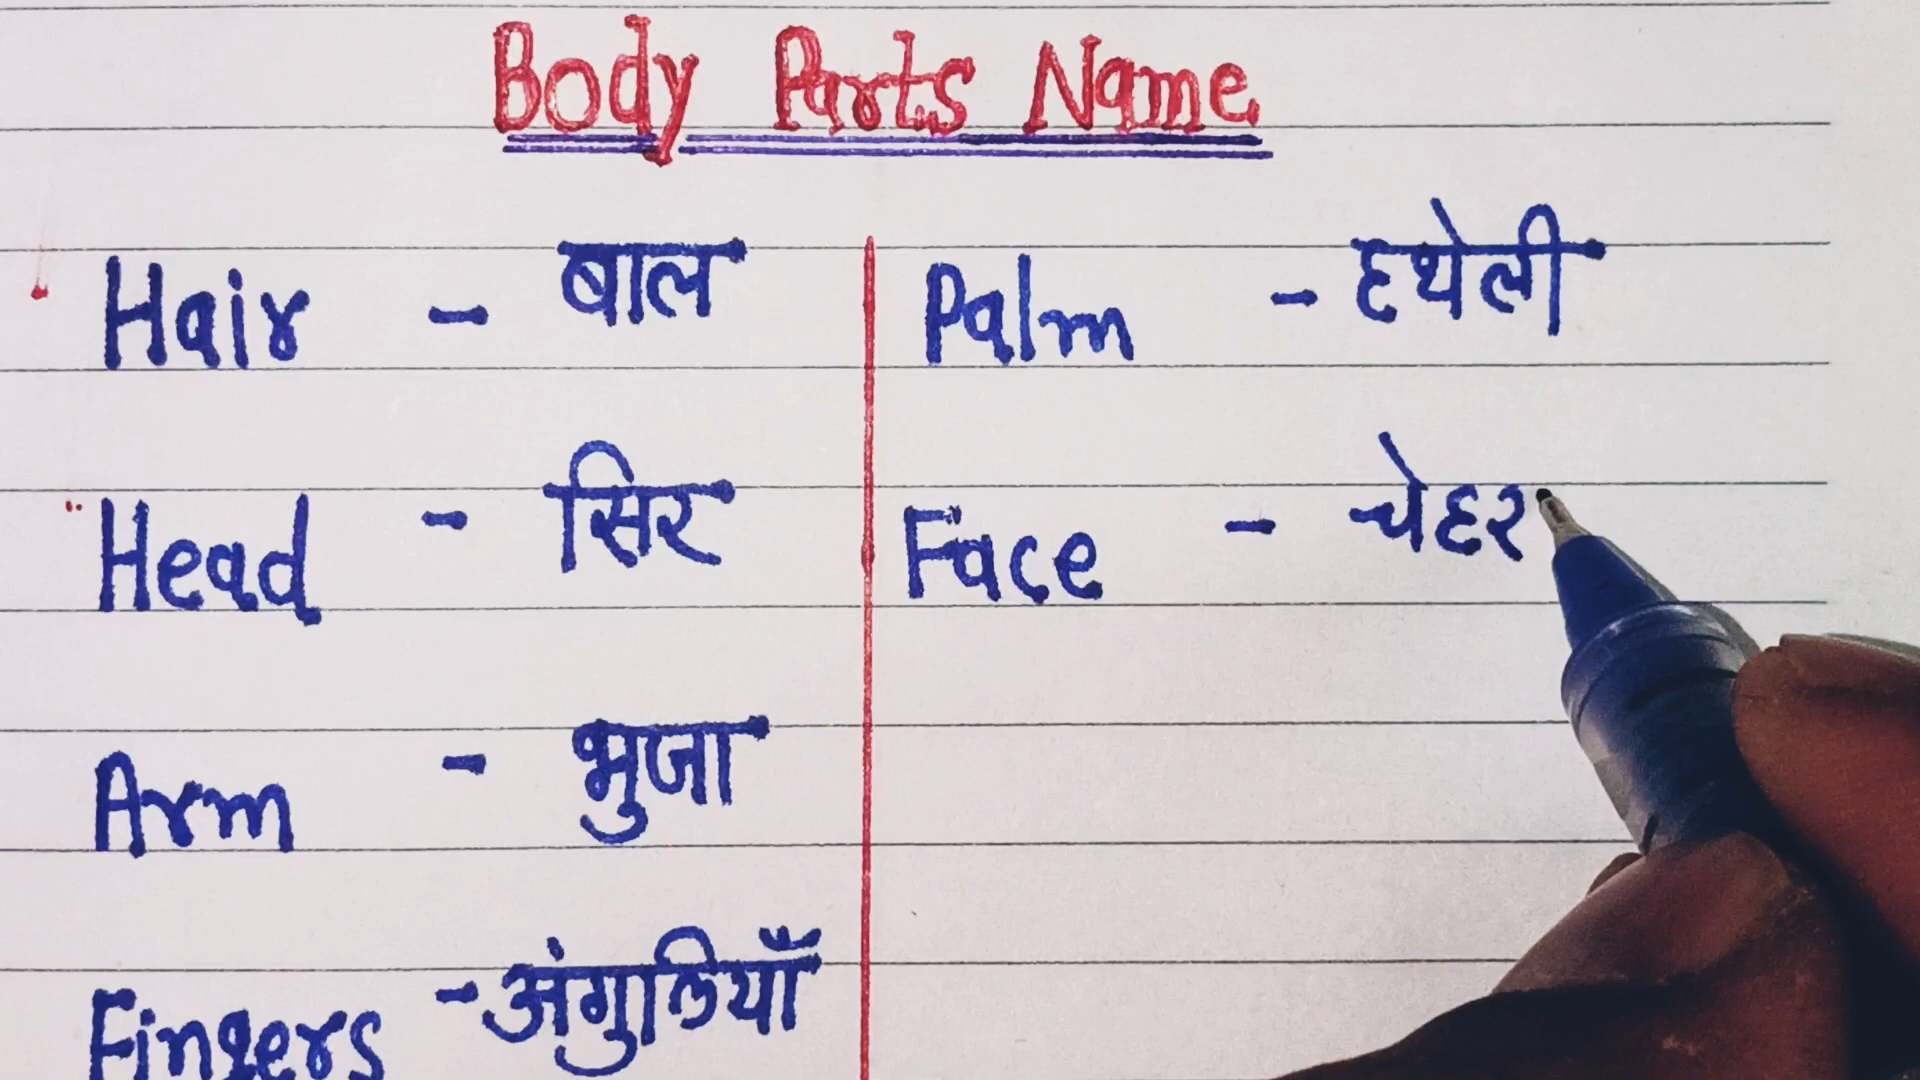 Body Parts Name
Hair - बाल
Head - सिर
Arm - भुजा
Fingers - अंगुलियाँ
Palm - हथेली
Face - चेहर